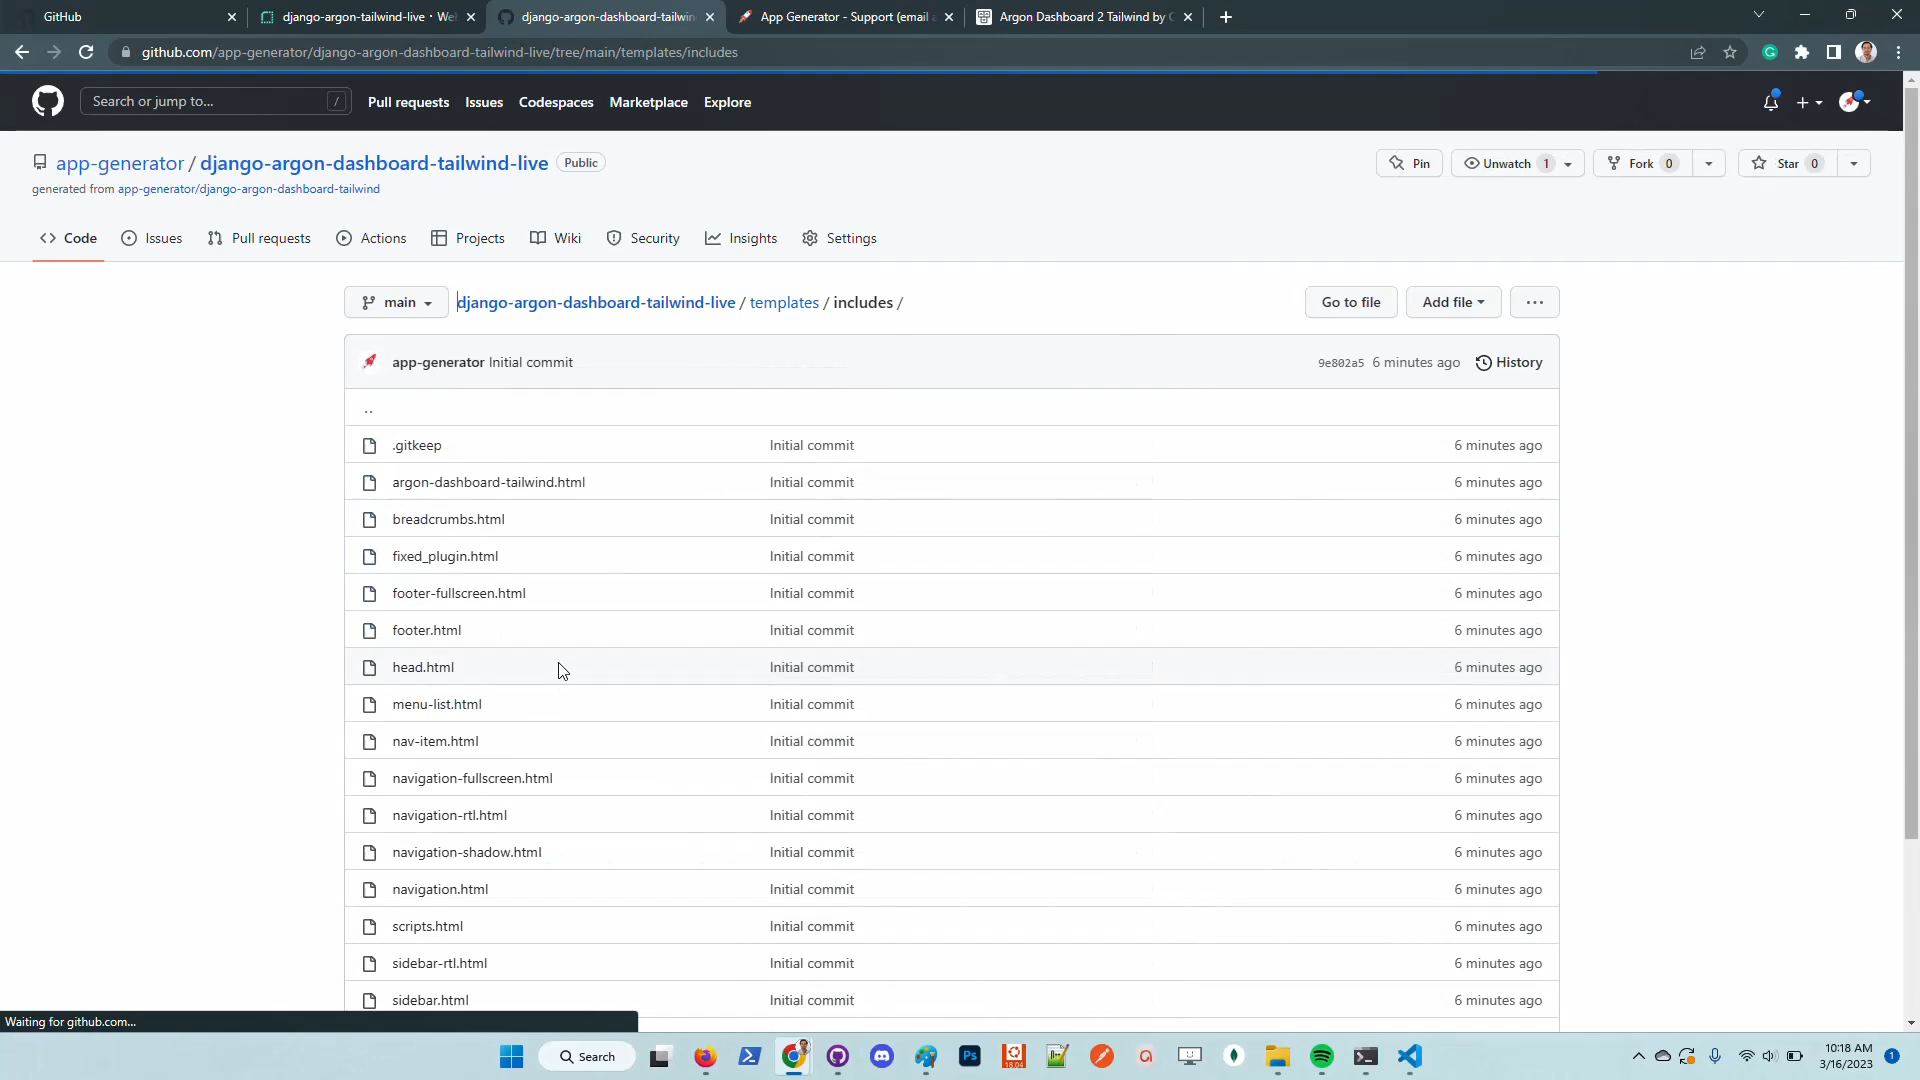 GitHub
django-argon-tailwind-live · We
django-argon-dashboard-tailwin
App Generator - Support (email
Argon Dashboard 2 Tailwind by
github.com/app-generator/django-argon-dashboard-tailwind-live/tree/main/templates/includes
Search or jump to... /
Pull requests Issues Codespaces Marketplace Explore
app-generator / django-argon-dashboard-tailwind-live Public
Pin Unwatch 1 Fork 0 Star 0
generated from app-generator/django-argon-dashboard-tailwind
Code Issues Pull requests Actions Projects Wiki Security Insights Settings
main django-argon-dashboard-tailwind-live / templates / includes /
Go to file Add file ...
app-generator Initial commit 9e802a5 6 minutes ago History
..
.gitkeep Initial commit 6 minutes ago
argon-dashboard-tailwind.html Initial commit 6 minutes ago
breadcrumbs.html Initial commit 6 minutes ago
fixed_plugin.html Initial commit 6 minutes ago
footer-fullscreen.html Initial commit 6 minutes ago
footer.html Initial commit 6 minutes ago
head.html Initial commit 6 minutes ago
menu-list.html Initial commit 6 minutes ago
nav-item.html Initial commit 6 minutes ago
navigation-fullscreen.html Initial commit 6 minutes ago
navigation-rtl.html Initial commit 6 minutes ago
navigation-shadow.html Initial commit 6 minutes ago
navigation.html Initial commit 6 minutes ago
scripts.html Initial commit 6 minutes ago
sidebar-rtl.html Initial commit 6 minutes ago
sidebar.html Initial commit 6 minutes ago
Waiting for github.com...
Search
Ps
18.04
10:18 AM
3/16/2023
1